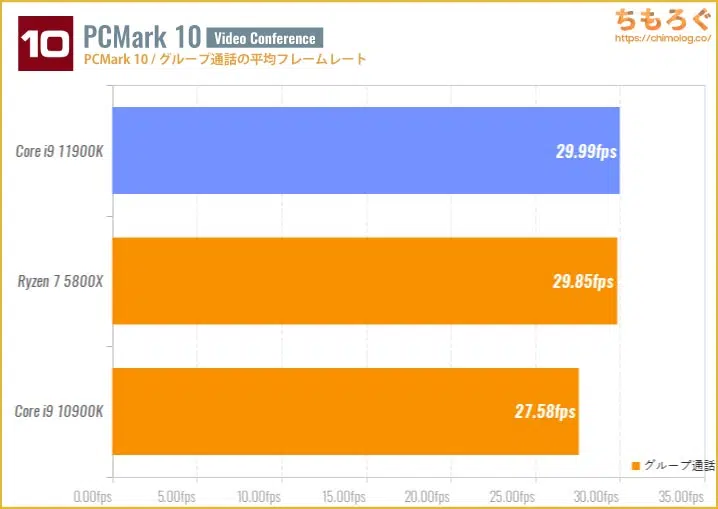 10 PCMark 10 Video Conference
PCMark 10 / グループ通話の平均フレームレート
ちもろぐ
https://chimolog.co/
Core i9 11900K 29.99fps
Ryzen 7 5800X 29.85fps
Core i9 10900K 27.58fps
グループ通話
0.00fps 5.00fps 10.00fps 15.00fps 20.00fps 25.00fps 30.00fps 35.00fps